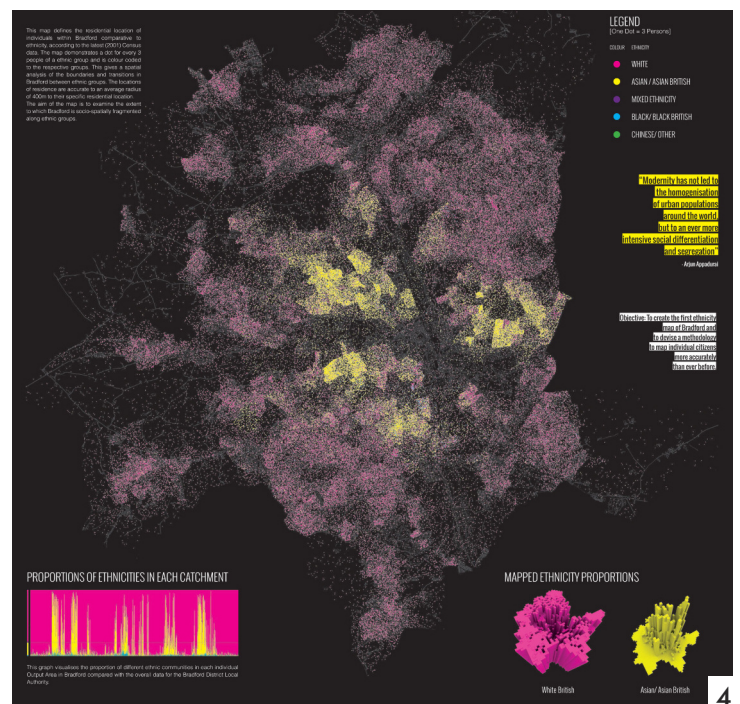 This map defines the residential location of
individuals within Bradford comparative to
ethnicity, according to the latest (2001) Census
data. The map demonstrates a dot for every 3
people of a ethnic group and is colour coded
to the respective groups. This gives a spatial
analysis of the boundaries and transitions in
Bradford between ethnic groups. The locations
of residence are accurate to an average radius
of 400m to their specific residential location.
The aim of the map is to examine the extent
to which Bradford is socio-spatially fragmented
along ethnic groups.
LEGEND
[One Dot = 3 Persons]
COLOUR ETHNICITY
WHITE
ASIAN / ASIAN BRITISH
MIXED ETHNICITY
BLACK/ BLACK BRITISH
CHINESE/ OTHER
"Modernity has not led to
the homogenisation
of urban populations
around the world,
but to an ever more
intensive social differentiation
and segregation"
- Arjun Appadurai
Objective: To create the first ethnicity
map of Bradford and
to devise a methodology
to map individual citizens
more accurately
than ever before.
PROPORTIONS OF ETHNICITIES IN EACH CATCHMENT
This graph visualises the proportion of different ethnic communities in each individual
Output Area in Bradford compared with the overall data for the Bradford District Local
Authority.
MAPPED ETHNICITY PROPORTIONS
White British
Asian/ Asian British
4